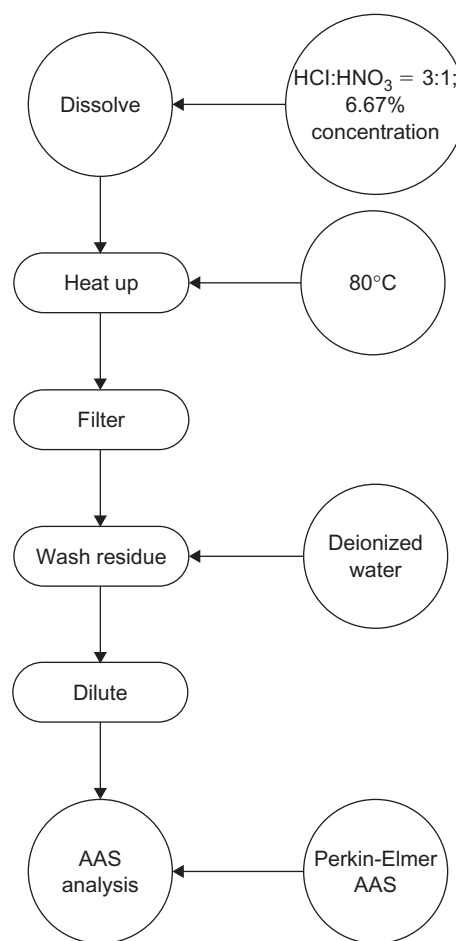 Dissolve
HCl:HNO₃ = 3:1;
6.67%
concentration
Heat up
80°C
Filter
Wash residue
Deionized
water
Dilute
AAS
analysis
Perkin-Elmer
AAS